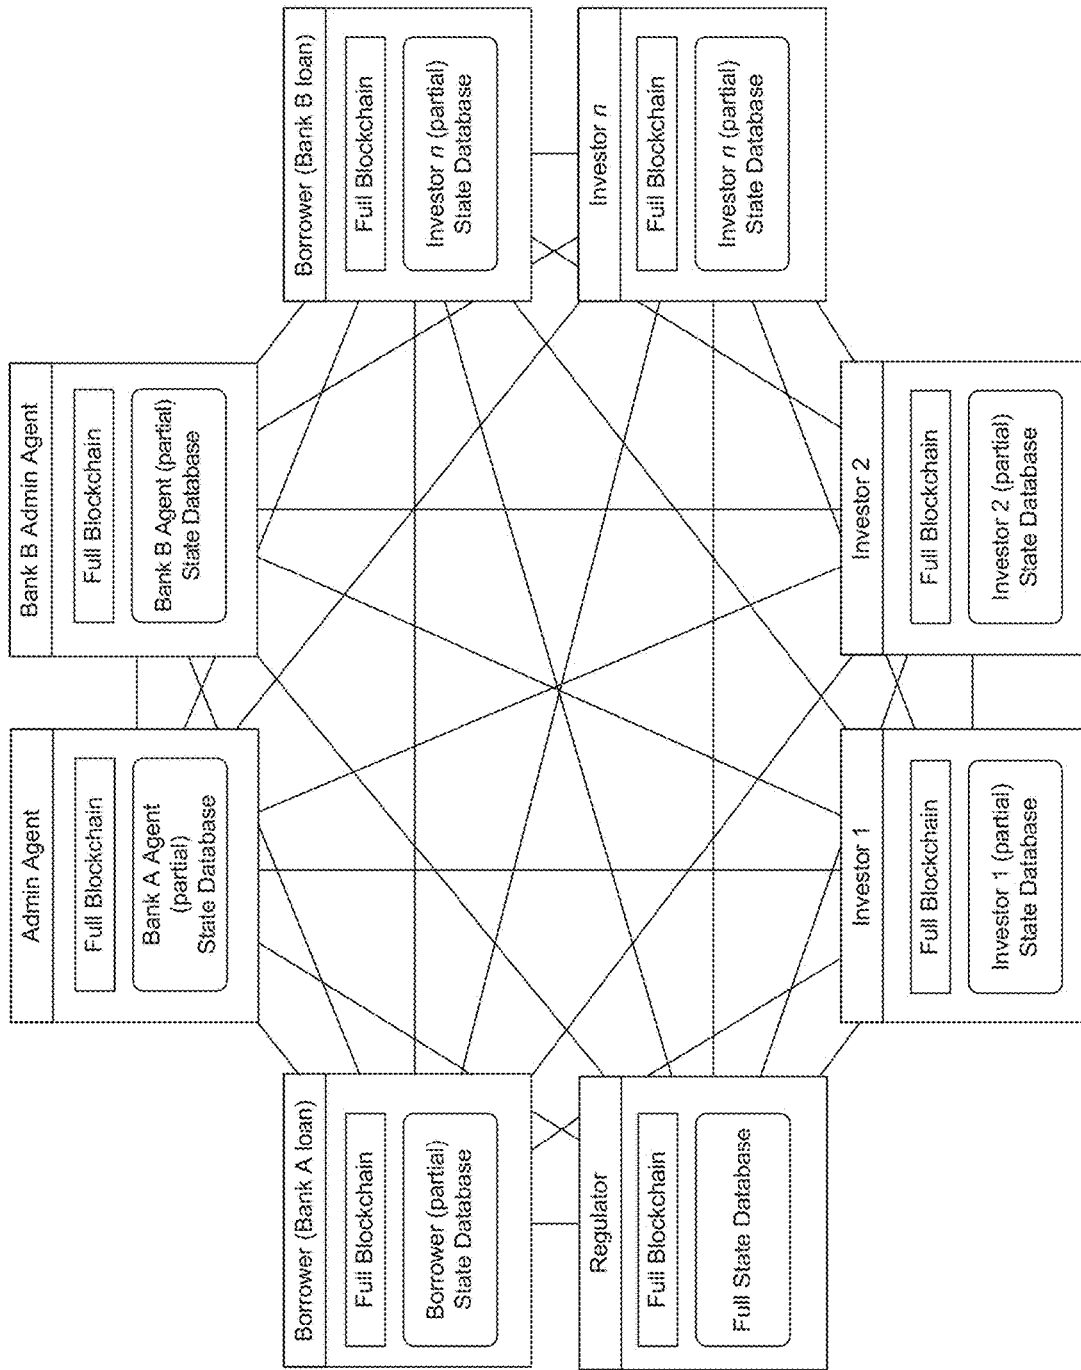 Admin Agent
Full Blockchain
Bank A Agent
(partial)
State Database
Bank B Admin Agent
Full Blockchain
Bank B Agent (partial)
State Database
Borrower (Bank A loan)
Full Blockchain
Borrower (partial)
State Database
Borrower (Bank B loan)
Full Blockchain
Investor n (partial)
State Database
Regulator
Full Blockchain
Full State Database
Investor n
Full Blockchain
Investor n (partial)
State Database
Investor 1
Full Blockchain
Investor 1 (partial)
State Database
Investor 2
Full Blockchain
Investor 2 (partial)
State Database